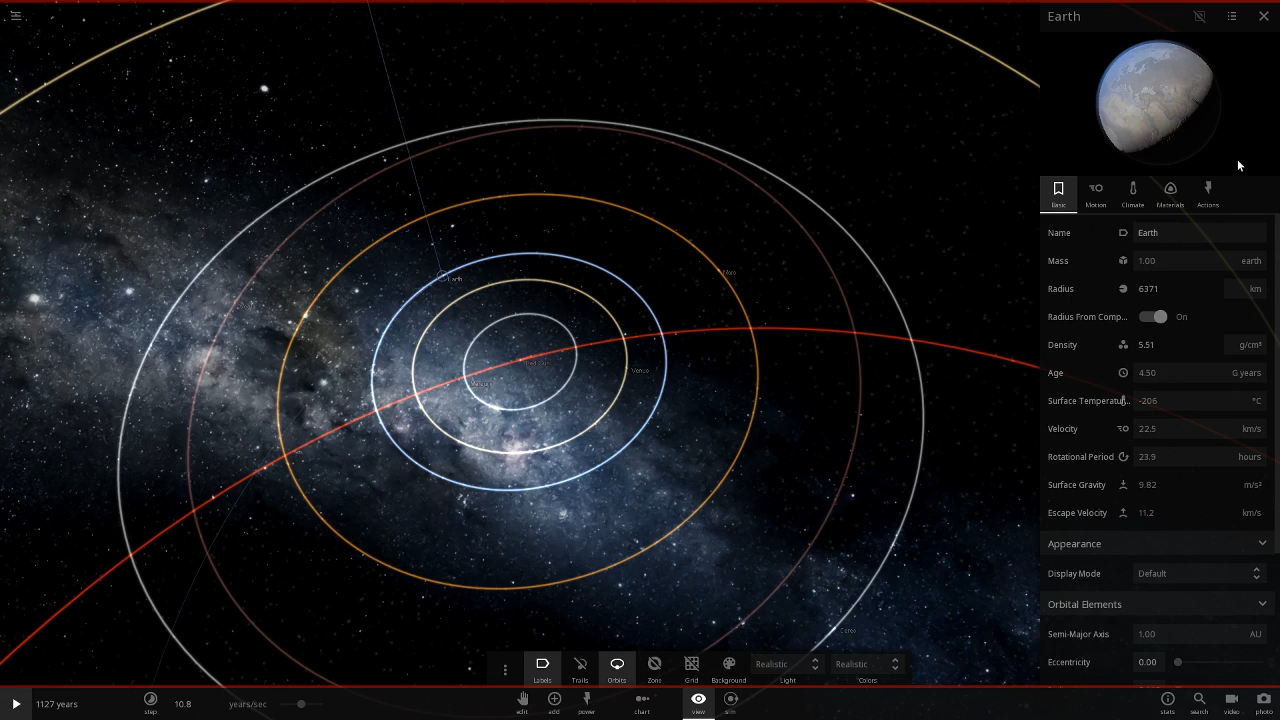 Earth
Basic Motion Climate Materials Actions
Name Earth
Mass 1.00 earth
Radius 6371 km
Radius From Comp... On
Density 5.51 g/cm³
Age 4.50 G years
Surface Temperatu... -206 °C
Velocity 22.5 km/s
Rotational Period 23.9 hours
Surface Gravity 9.82 m/s²
Escape Velocity 11.2 km/s
Appearance
Display Mode Default
Orbital Elements
Semi-Major Axis 1.00 AU
Eccentricity 0.00
Mars
Earth
Venus
Mercury
Ceres
Realistic Realistic
Labels Trails Orbits Zone Grid Background Light Colors
1127 years step 10.8 years/sec edit add power chart view sim stats search video photo